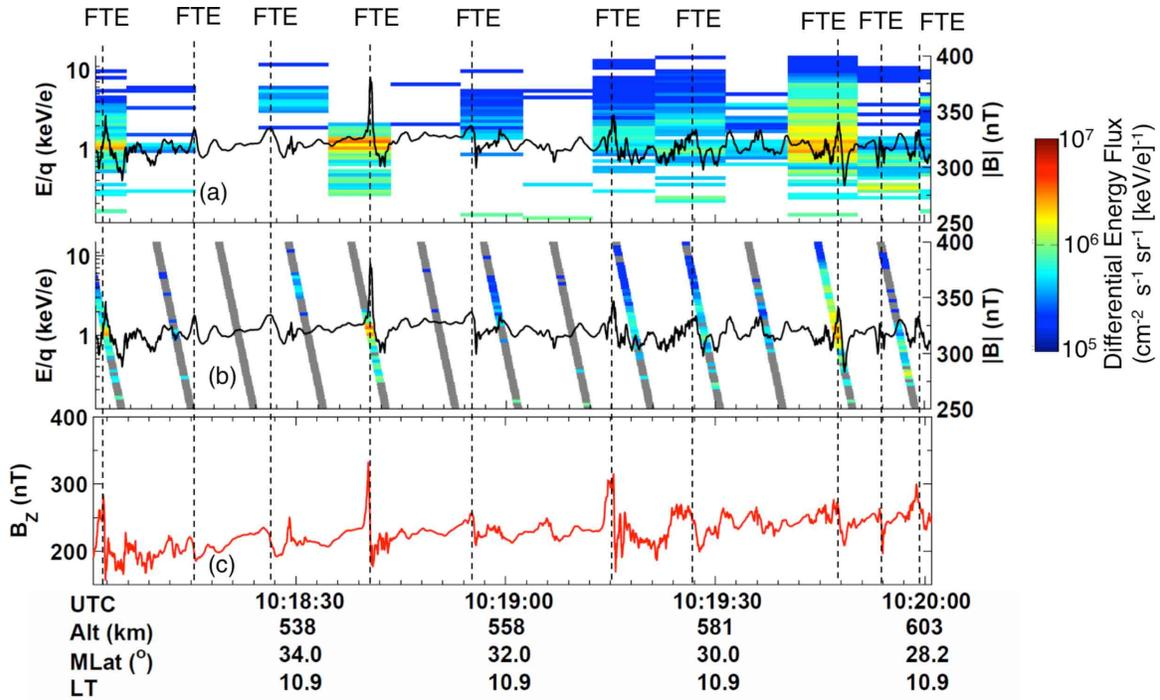 FTE FTE FTE FTE FTE FTE FTE FTE FTE FTE
10
1
E/q (keV/e)
(a)
400
350
300
250
|B| (nT)
10
1
E/q (keV/e)
(b)
400
350
300
250
|B| (nT)
400
300
200
B_Z (nT)
(c)
10^7
10^6
10^5
Differential Energy Flux
(cm^-2 s^-1 sr^-1 [keV/e]^-1)
UTC 10:18:30 10:19:00 10:19:30 10:20:00
Alt (km) 538 558 581 603
MLat (°) 34.0 32.0 30.0 28.2
LT 10.9 10.9 10.9 10.9